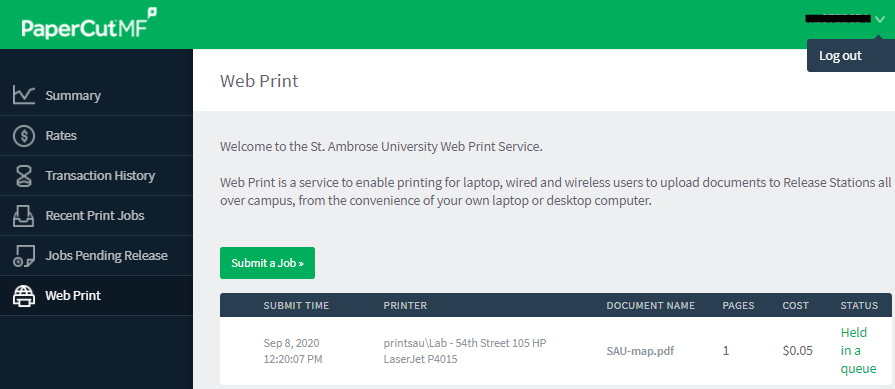 PaperCutMF
Log out
Summary
Rates
Transaction History
Recent Print Jobs
Jobs Pending Release
Web Print
Web Print
Welcome to the St. Ambrose University Web Print Service.
Web Print is a service to enable printing for laptop, wired and wireless users to upload documents to Release Stations all
over campus, from the convenience of your own laptop or desktop computer.
Submit a Job »
SUBMIT TIME PRINTER DOCUMENT NAME PAGES COST STATUS
Sep 8, 2020
12:20:07 PM
printsau\Lab - 54th Street 105 HP
LaserJet P4015
SAU-map.pdf
1
$0.05
Held
in a
queue